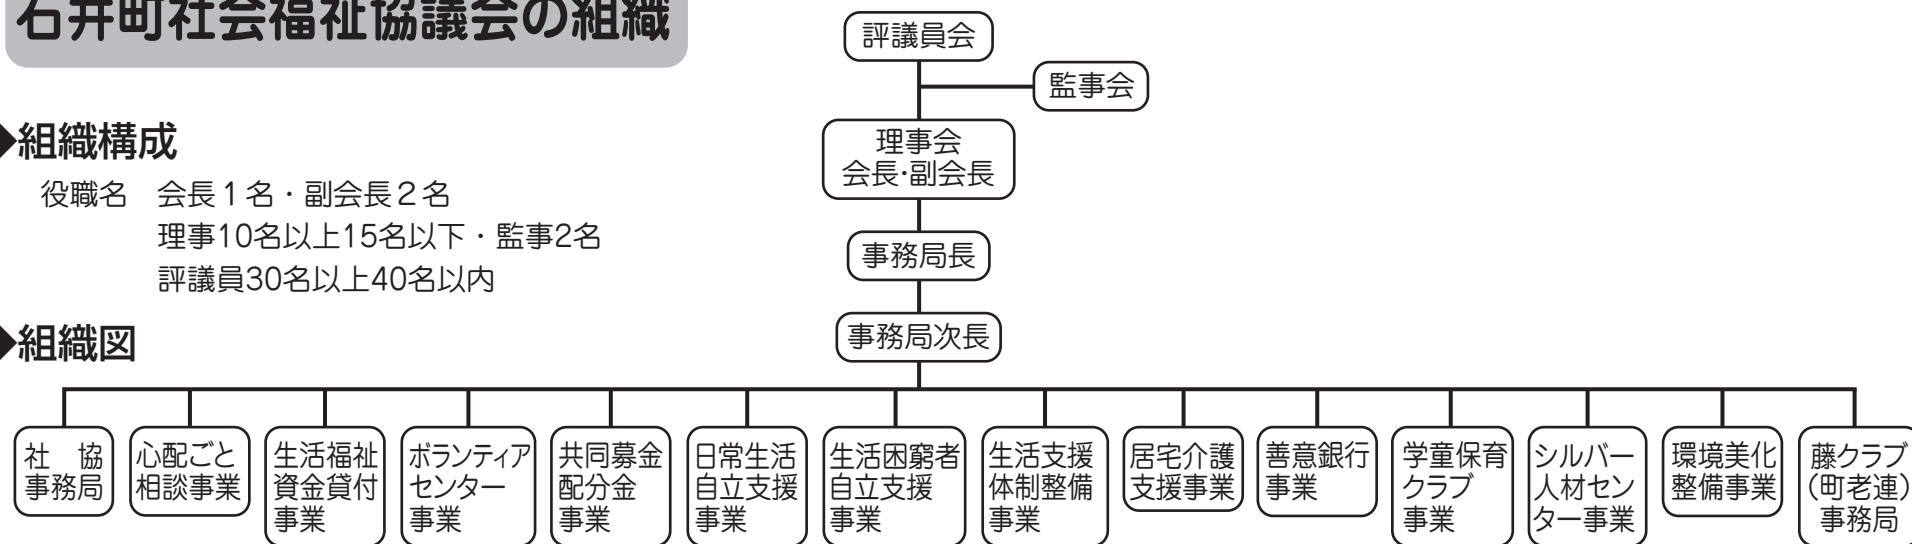 石井町社会福祉協議会の組織
◆組織構成
役職名　会長１名・副会長２名
理事10名以上15名以下・監事2名
評議員30名以上40名以内
◆組織図
評議員会
監事会
理事会
会長・副会長
事務局長
事務局次長
社　協
事務局
心配ごと
相談事業
生活福祉
資金貸付
事業
ボランティア
センター
事業
共同募金
配分金
事業
日常生活
自立支援
事業
生活困窮者
自立支援
事業
生活支援
体制整備
事業
居宅介護
支援事業
善意銀行
事業
学童保育
クラブ
事業
シルバー
人材セン
ター事業
環境美化
整備事業
藤クラブ
（町老連）
事務局